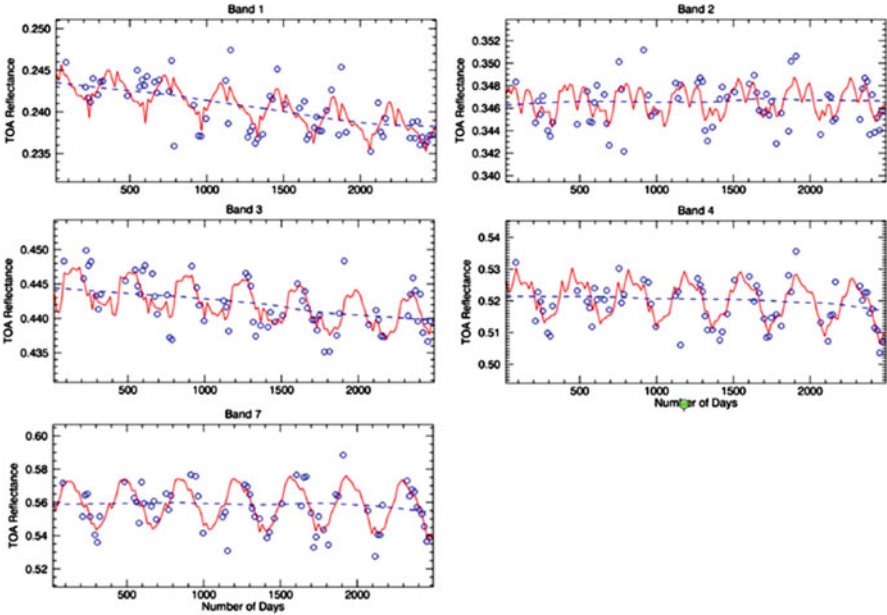 Band 1
TOA Reflectance
0.250
0.245
0.240
0.235
500 1000 1500 2000
Band 2
TOA Reflectance
0.352
0.350
0.348
0.346
0.344
0.342
0.340
500 1000 1500 2000
Band 3
TOA Reflectance
0.450
0.445
0.440
0.435
500 1000 1500 2000
Band 4
TOA Reflectance
0.54
0.53
0.52
0.51
0.50
500 1000 1500 2000
Number of Days
Band 7
TOA Reflectance
0.60
0.58
0.56
0.54
0.52
500 1000 1500 2000
Number of Days